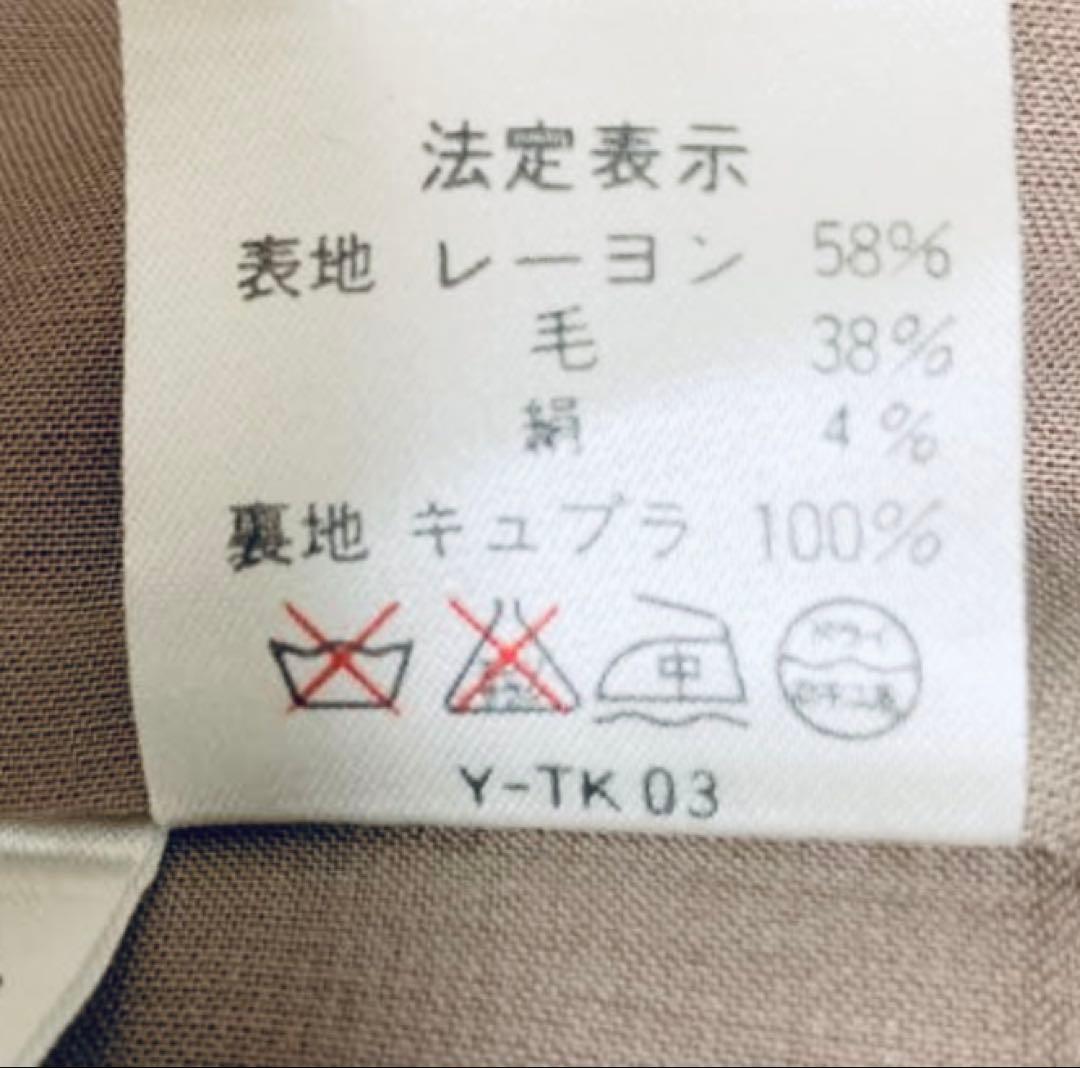 法定表示
表地 レーヨン 58%
毛 38%
絹 4%
裏地 キュプラ 100%
中
Y-TK 03